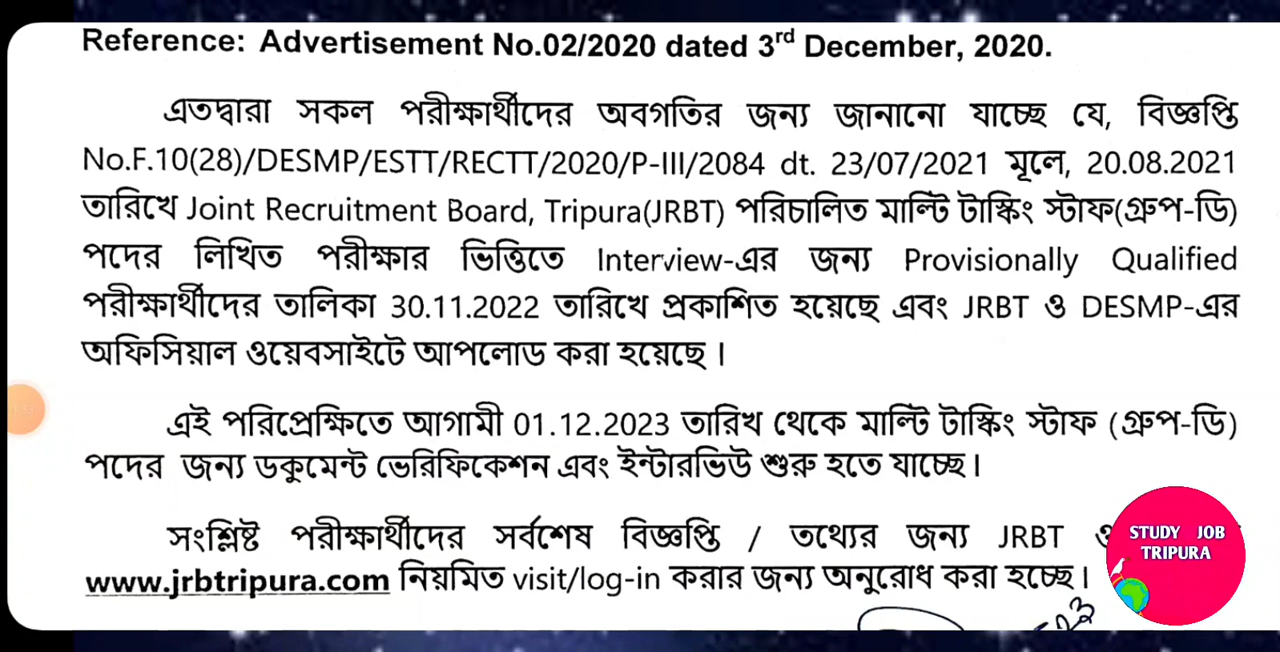 Reference: Advertisement No.02/2020 dated 3rd December, 2020.
এতদ্বারা সকল পরীক্ষার্থীদের অবগতির জন্য জানানো যাচ্ছে যে, বিজ্ঞপ্তি
No.F.10(28)/DESMP/ESTT/RECTT/2020/P-III/2084 dt. 23/07/2021 মূলে, 20.08.2021
তারিখে Joint Recruitment Board, Tripura(JRBT) পরিচালিত মাল্টি টাস্কিং স্টাফ(গ্রুপ-ডি)
পদের লিখিত পরীক্ষার ভিত্তিতে Interview-এর জন্য Provisionally Qualified
পরীক্ষার্থীদের তালিকা 30.11.2022 তারিখে প্রকাশিত হয়েছে এবং JRBT ও DESMP-এর
অফিসিয়াল ওয়েবসাইটে আপলোড করা হয়েছে।
এই পরিপ্রেক্ষিতে আগামী 01.12.2023 তারিখ থেকে মাল্টি টাস্কিং স্টাফ (গ্রুপ-ডি)
পদের জন্য ডকুমেন্ট ভেরিফিকেশন এবং ইন্টারভিউ শুরু হতে যাচ্ছে।
সংশ্লিষ্ট পরীক্ষার্থীদের সর্বশেষ বিজ্ঞপ্তি / তথ্যের জন্য JRBT ও
www.jrbtripura.com নিয়মিত visit/log-in করার জন্য অনুরোধ করা হচ্ছে।
STUDY JOB
TRIPURA